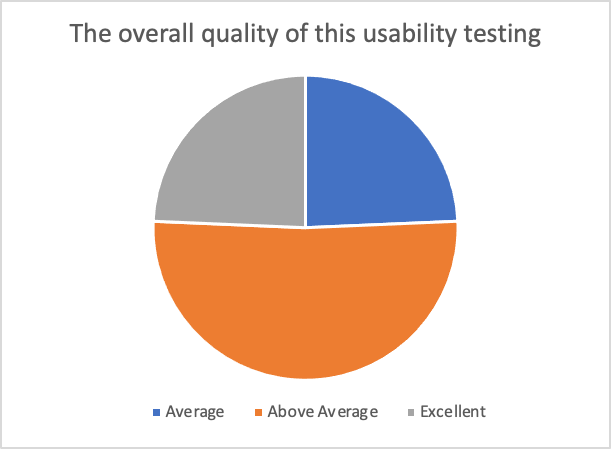 The overall quality of this usability testing
Average Above Average Excellent